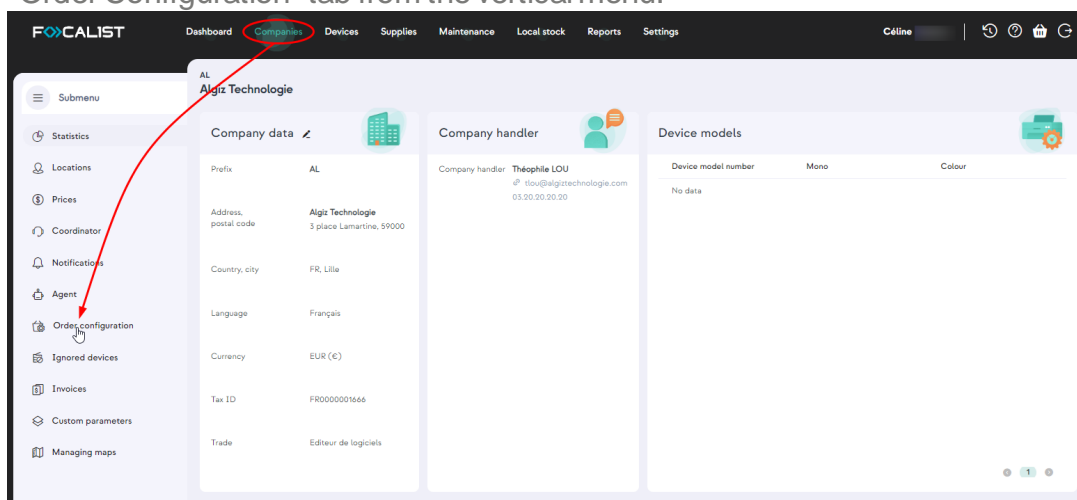 Order Configuration" tab from the vertical menu.
FOCALIST Dashboard Companies Devices Supplies Maintenance Local stock Reports Settings Céline
AL
Algiz Technologie
Submenu
Statistics
Locations
Prices
Coordinator
Notifications
Agent
Order configuration
Ignored devices
Invoices
Custom parameters
Managing maps
Company data
Prefix AL
Address, Algiz Technologie
postal code 3 place Lamartine, 59000
Country, city FR, Lille
Language Français
Currency EUR (€)
Tax ID FR0000001666
Trade Editeur de logiciels
Company handler
Company handler Théophile LOU
tlou@algiztechnologie.com
03.20.20.20.20
Device models
Device model number Mono Colour
No data
1